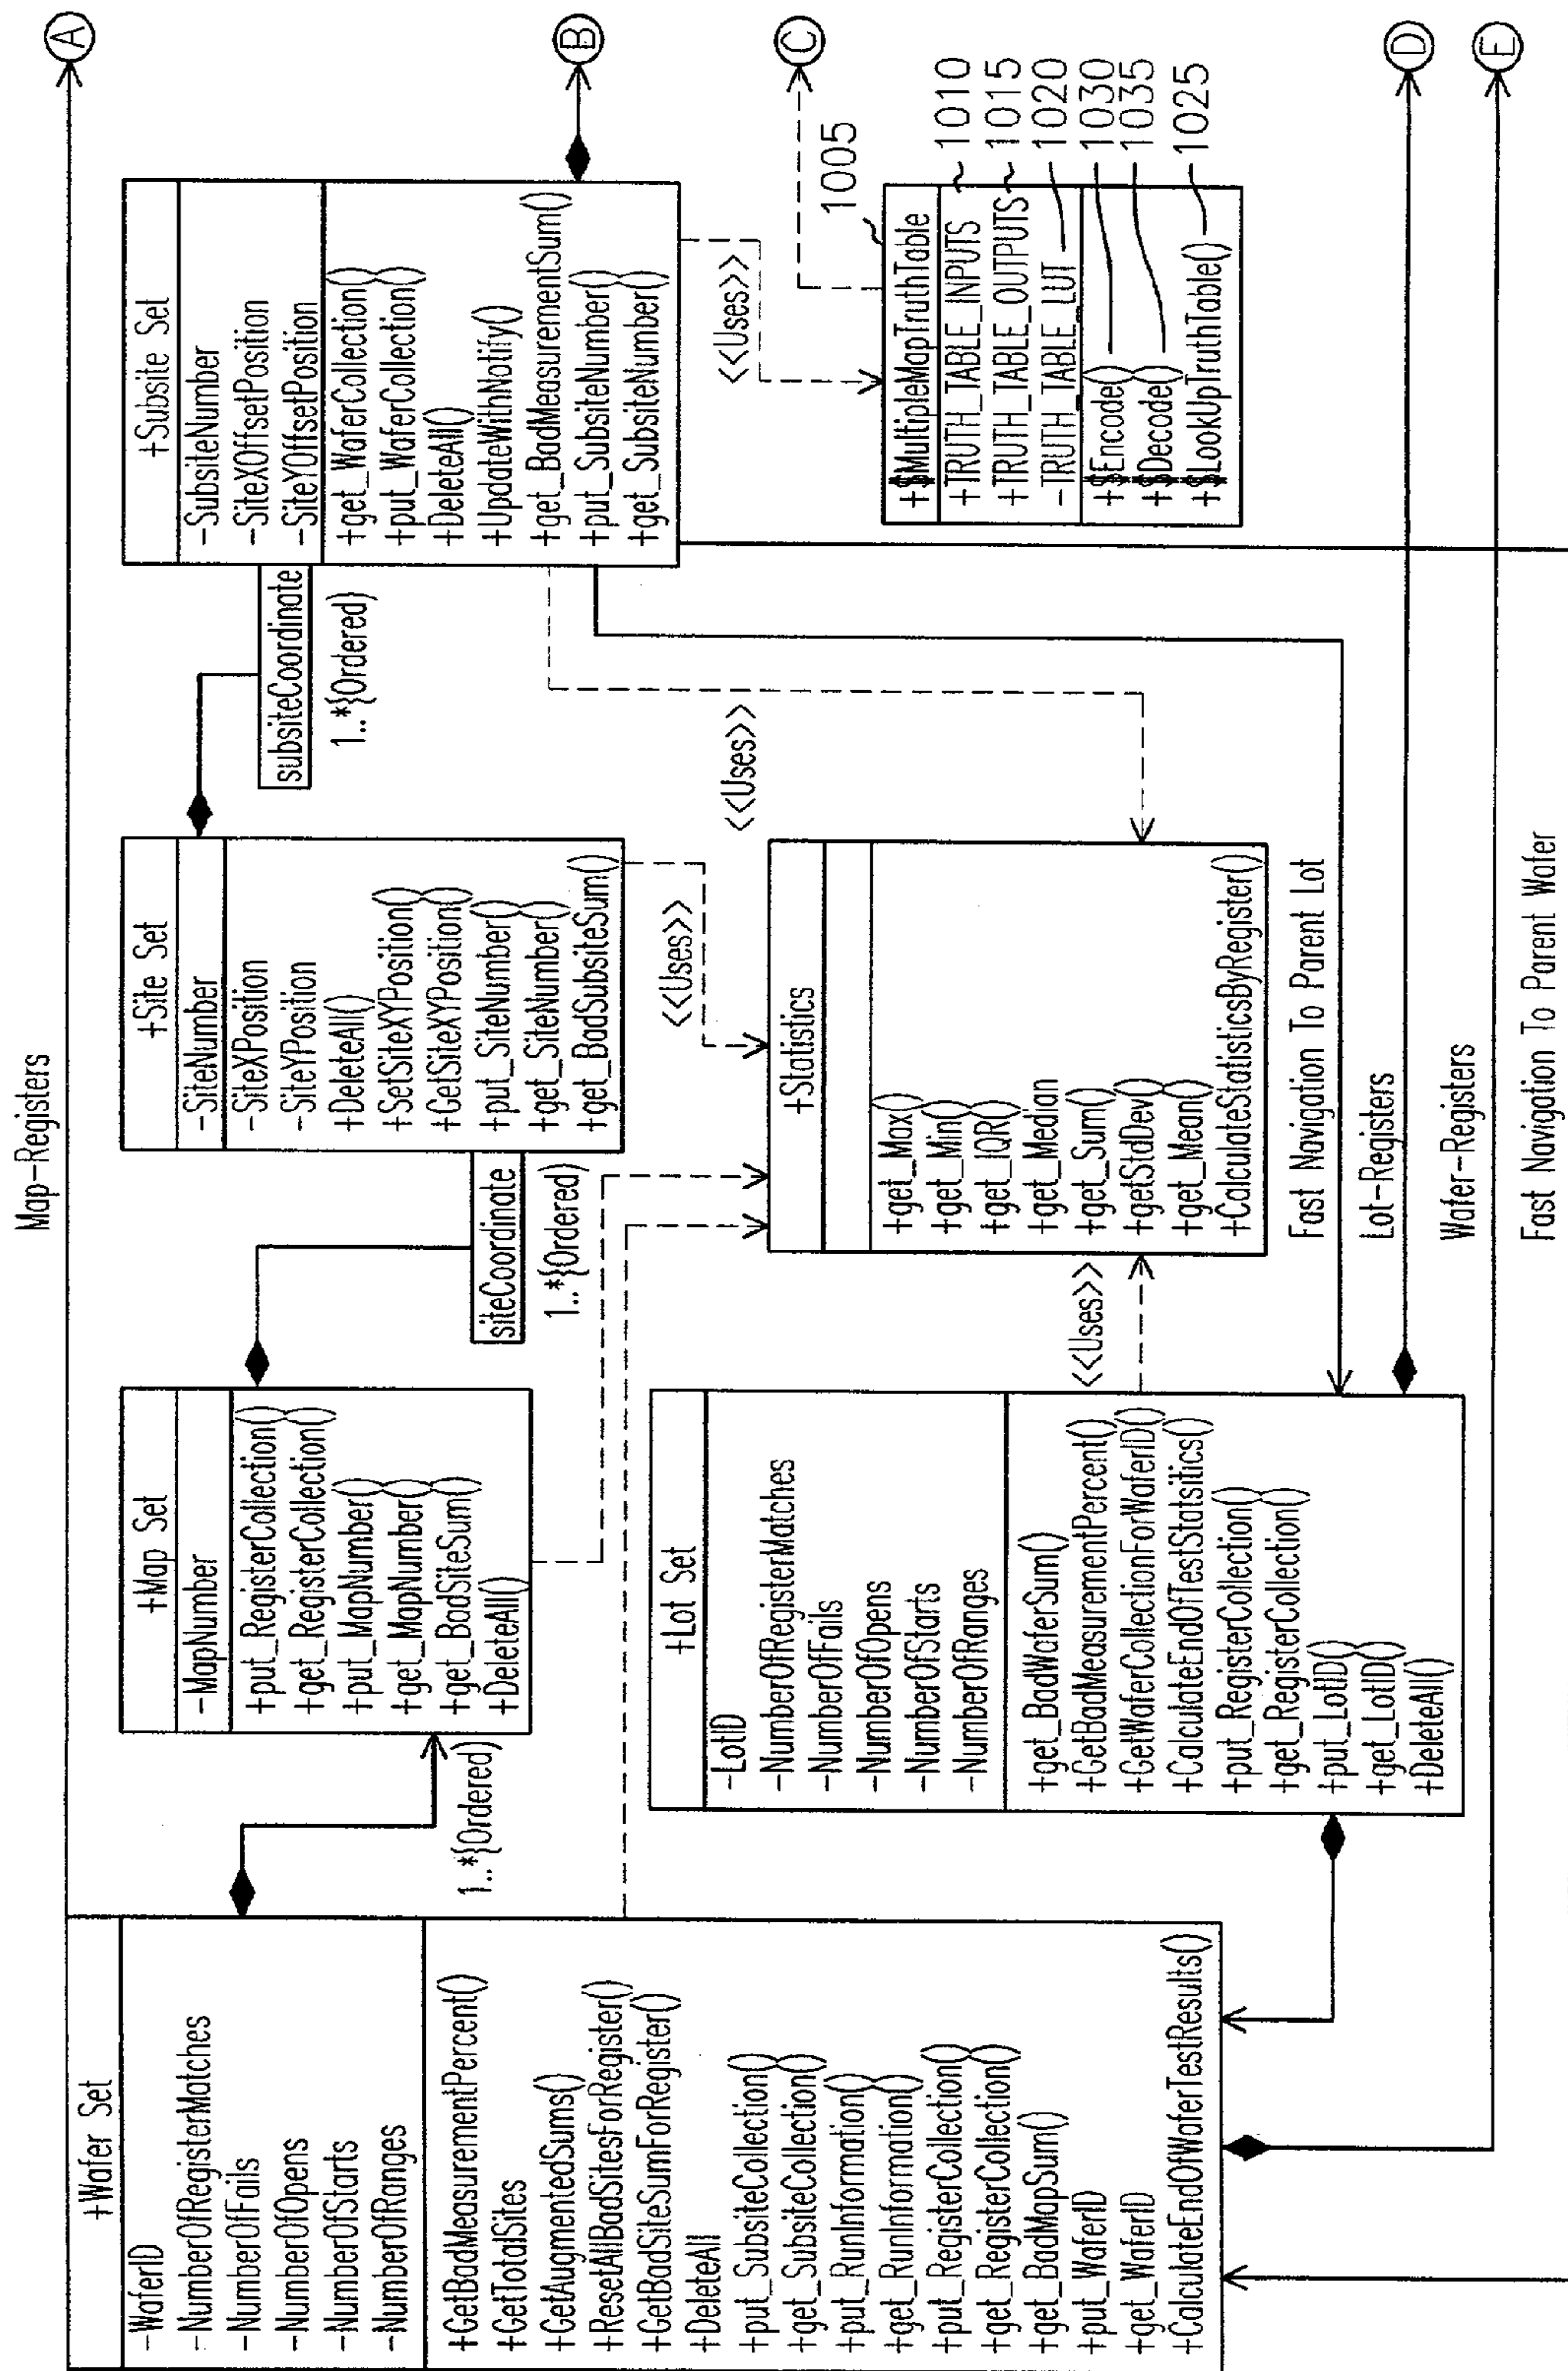 Map-Registers
A
+Wafer Set
-WaferID
-NumberOfRegisterMatches
-NumberOfFails
-NumberOfOpens
-NumberOfStarts
-NumberOfRanges
+GetBadMeasurementPercent()
+GetTotalSites
+GetAugmentedSums()
+ResetAllBadSitesForRegister()
+GetBadSiteSumForRegister()
+DeleteAll
+put_SubsiteCollection()
+get_SubsiteCollection()
+put_RunInformation()
+get_RunInformation()
+put_RegisterCollection()
+get_RegisterCollection()
+get_BadMapSum()
+put_WaferID
+get_WaferID
+CalculateEndOfWaferTestResults()
1..*{Ordered)
+Map Set
-MapNumber
+put_RegisterCollection()
+get_RegisterCollection()
+put_MapNumber()
+get_MapNumber()
+get_BadSiteSum()
+DeleteAll()
siteCoordinate
1..*{Ordered)
+Site Set
-SiteNumber
-SiteXPosition
-SiteYPosition
+DeleteAll()
+SetSiteXYPosition()
+GetSiteXYPosition()
+put_SiteNumber()
+get_SiteNumber()
+get_BadSubsiteSum()
<<Uses>>
subsiteCoordinate
1..*{Ordered)
+Subsite Set
-SubsiteNumber
-SiteXOffsetPosition
-SiteYOffsetPosition
+get_WaferCollection()
+put_WaferCollection()
+DeleteAll()
+UpdateWithNotify()
+get_BadMeasurementSum()
+put_SubsiteNumber()
+get_SubsiteNumber()
B
<<Uses>>
<<Uses>>
C
1005
+$MultipleMapTruthTable
+TRUTH_TABLE_INPUTS
+TRUTH_TABLE_OUTPUTS
-TRUTH_TABLE_LUT
+$Encode()
+$Decode()
+$LookUpTruthTable()
1010
1015
1020
1030
1035
1025
+Lot Set
-LotID
-NumberOfRegisterMatches
-NumberOfFails
-NumberOfOpens
-NumberOfStarts
-NumberOfRanges
+get_BadWaferSum()
+GetBadMeasurementPercent()
+GetWaferCollectionForWaferID()
+CalculateEndOfTestStatsitics()
+put_RegisterCollection()
+get_RegisterCollection()
+put_LotID()
+get_LotID()
+DeleteAll()
<<Uses>>
+Statistics
+get_Max()
+get_Min()
+get_IQR()
+get_Median
+get_Sum()
+getStdDev()
+get_Mean()
+CalculateStatisticsByRegister()
Fast Navigation To Parent Lot
Lot-Registers
D
Wafer-Registers
E
Fast Navigation To Parent Wafer